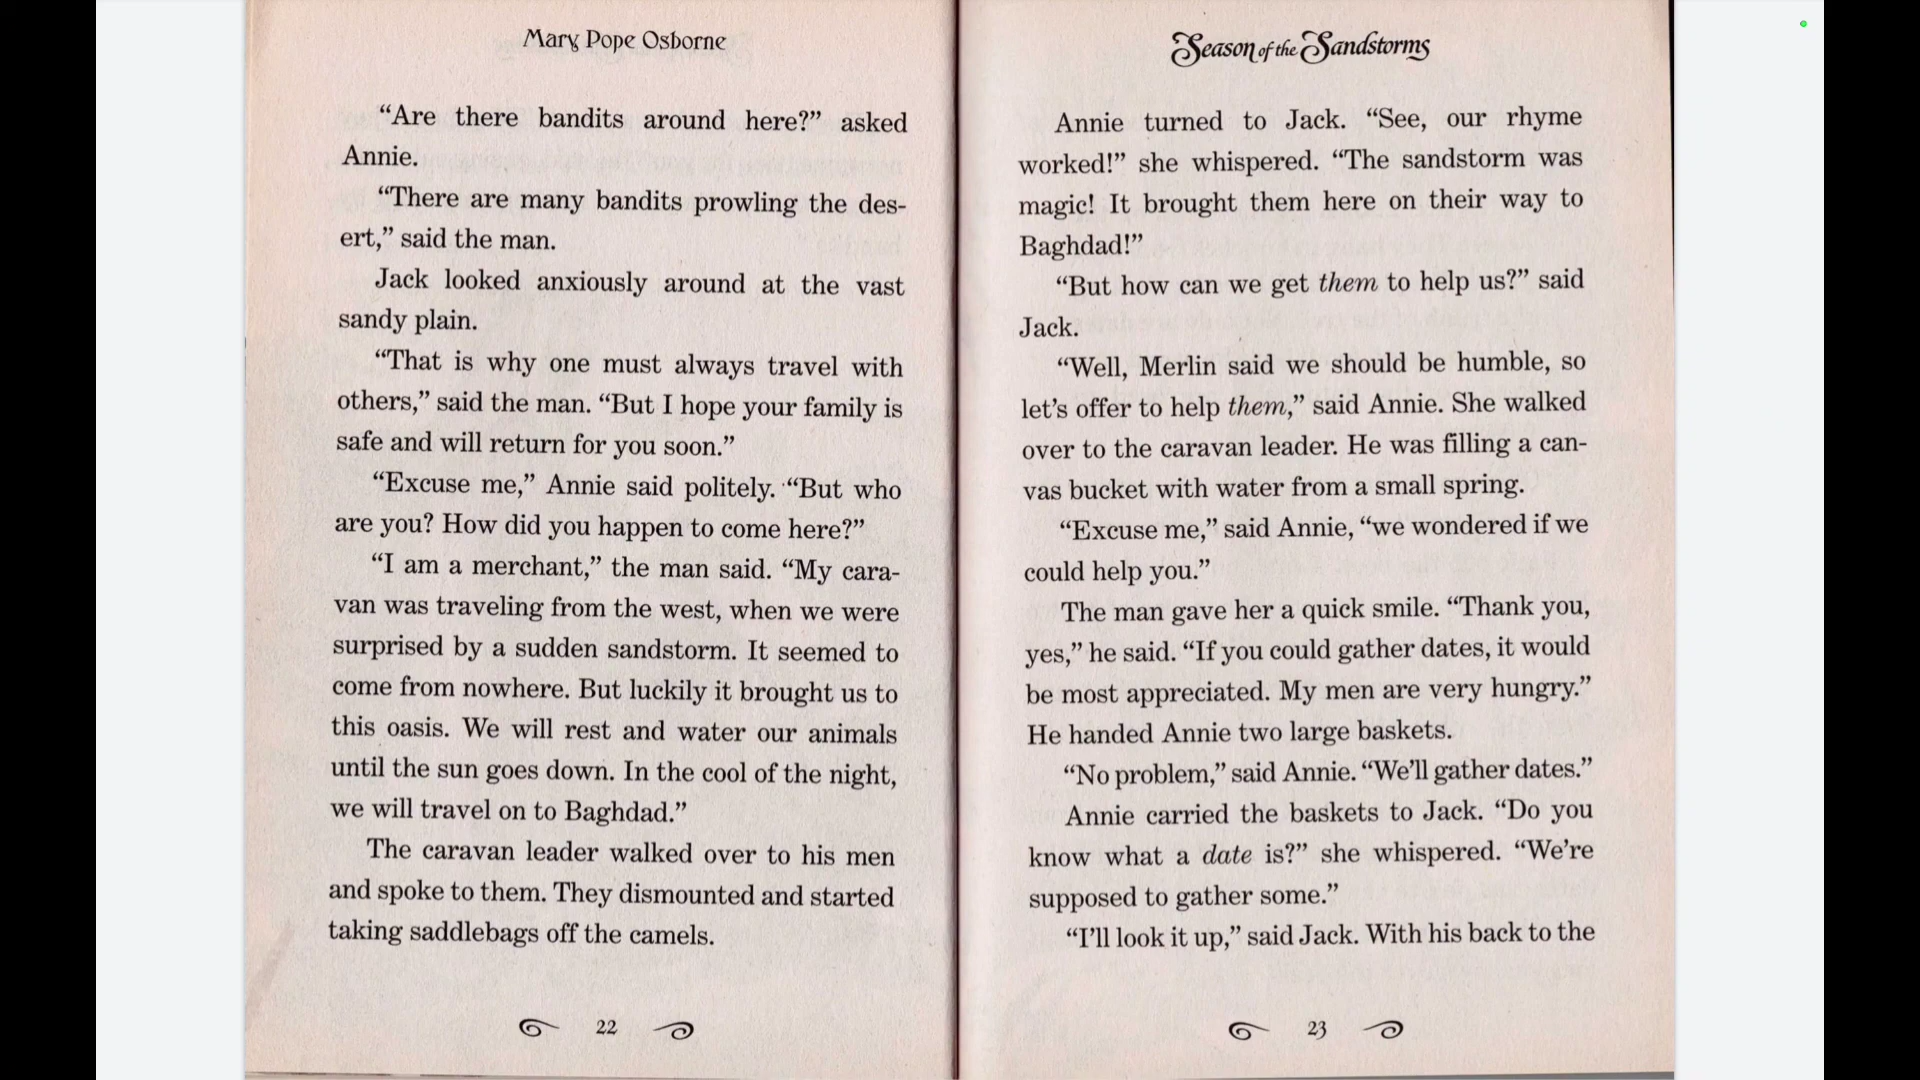 Mary Pope Osborne
“Are there bandits around here?” asked
Annie.
“There are many bandits prowling the des-
ert,” said the man.
Jack looked anxiously around at the vast
sandy plain.
“That is why one must always travel with
others,” said the man. “But I hope your family is
safe and will return for you soon.”
“Excuse me,” Annie said politely. “But who
are you? How did you happen to come here?”
“I am a merchant,” the man said. “My cara-
van was traveling from the west, when we were
surprised by a sudden sandstorm. It seemed to
come from nowhere. But luckily it brought us to
this oasis. We will rest and water our animals
until the sun goes down. In the cool of the night,
we will travel on to Baghdad.”
The caravan leader walked over to his men
and spoke to them. They dismounted and started
taking saddlebags off the camels.
22
Season of the Sandstorms
Annie turned to Jack. “See, our rhyme
worked!” she whispered. “The sandstorm was
magic! It brought them here on their way to
Baghdad!”
“But how can we get them to help us?” said
Jack.
“Well, Merlin said we should be humble, so
let’s offer to help them,” said Annie. She walked
over to the caravan leader. He was filling a can-
vas bucket with water from a small spring.
“Excuse me,” said Annie, “we wondered if we
could help you.”
The man gave her a quick smile. “Thank you,
yes,” he said. “If you could gather dates, it would
be most appreciated. My men are very hungry.”
He handed Annie two large baskets.
“No problem,” said Annie. “We’ll gather dates.”
Annie carried the baskets to Jack. “Do you
know what a date is?” she whispered. “We’re
supposed to gather some.”
“I’ll look it up,” said Jack. With his back to the
23